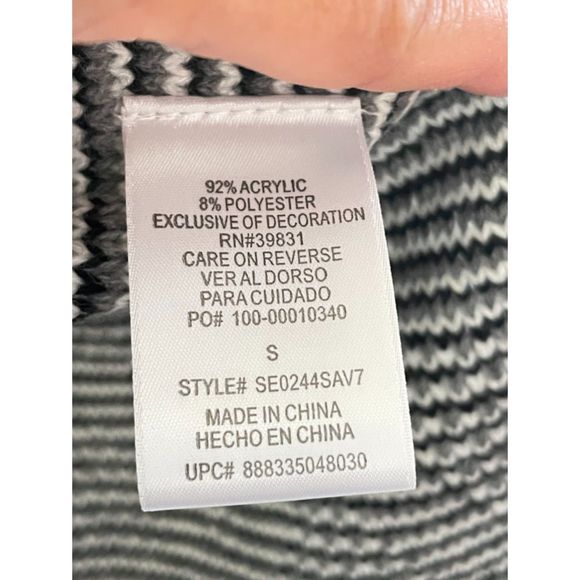 92% ACRYLIC
8% POLYESTER
EXCLUSIVE OF DECORATION
RN#39831
CARE ON REVERSE
VER AL DORSO
PARA CUIDADO
PO# 100-00010340
S
STYLE# SE0244SAV7
MADE IN CHINA
HECHO EN CHINA
UPC# 888335048030